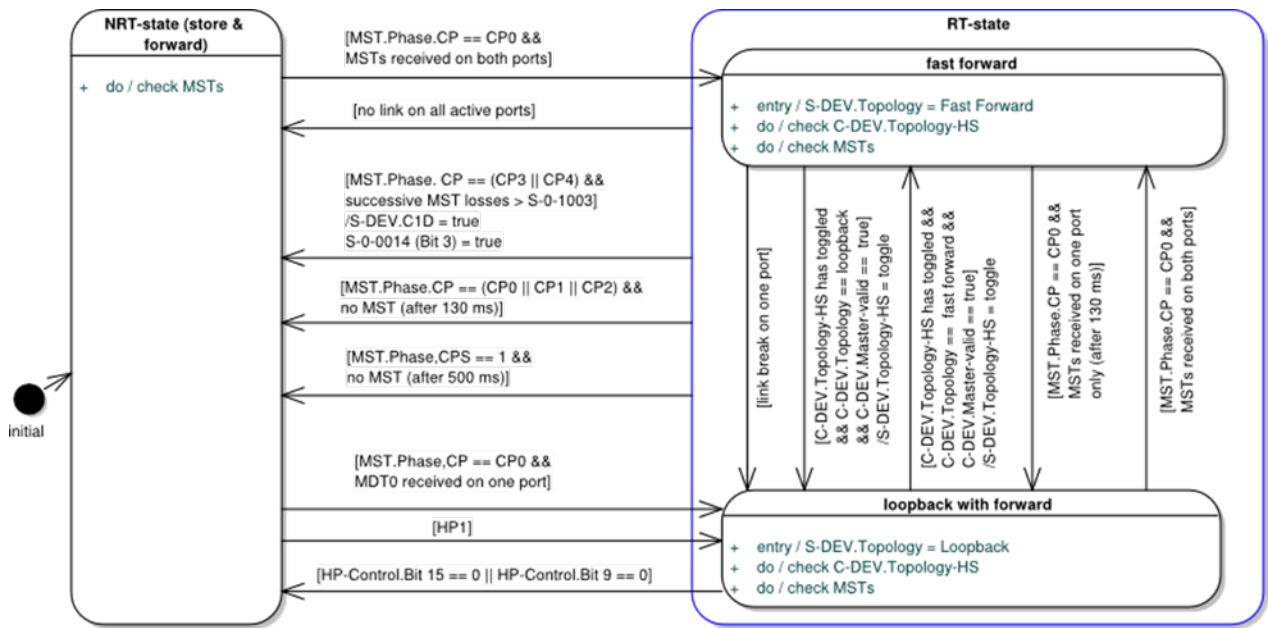 NRT-state (store &
forward)
+ do / check MSTs
initial
[MST.Phase.CP == CP0 &&
MSTs received on both ports]
[no link on all active ports]
[MST.Phase. CP == (CP3 || CP4) &&
successive MST losses > S-0-1003]
/S-DEV.C1D = true
S-0-0014 (Bit 3) = true
[MST.Phase.CP == (CP0 || CP1 || CP2) &&
no MST (after 130 ms)]
[MST.Phase,CPS == 1 &&
no MST (after 500 ms)]
[MST.Phase,CP == CP0 &&
MDT0 received on one port]
[HP1]
[HP-Control.Bit 15 == 0 || HP-Control.Bit 9 == 0]
RT-state
fast forward
+ entry / S-DEV.Topology = Fast Forward
+ do / check C-DEV.Topology-HS
+ do / check MSTs
[link break on one port]
[C-DEV.Topology-HS has toggled
&& C-DEV.Topology == loopback
&& C-DEV.Master-valid == true]
/S-DEV.Topology-HS = toggle
[C-DEV.Topology-HS has toggled &&
C-DEV.Topology == fast forward &&
C-DEV.Master-valid == true]
/S-DEV.Topology-HS = toggle
[MST.Phase.CP == CP0 &&
MSTs received on one port
only (after 130 ms)]
[MST.Phase.CP == CP0 &&
MSTs received on both ports]
loopback with forward
+ entry / S-DEV.Topology = Loopback
+ do / check C-DEV.Topology-HS
+ do / check MSTs